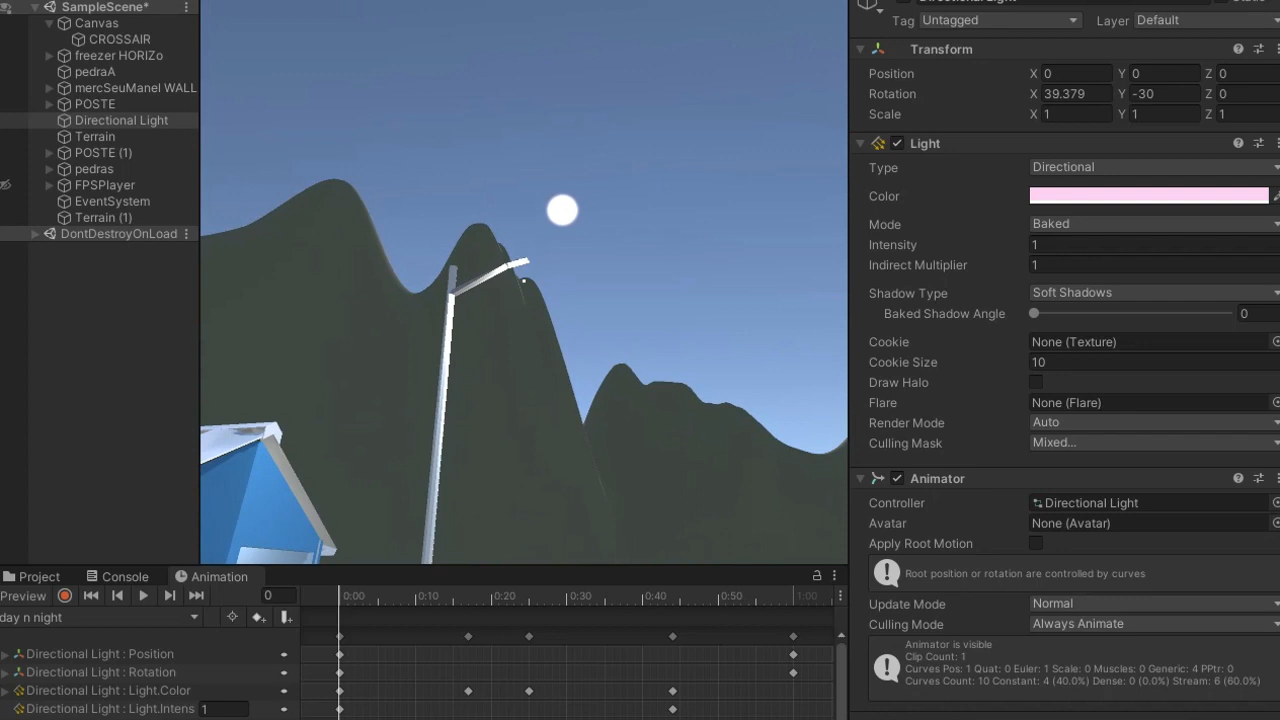 SampleScene*
Canvas
CROSSAIR
freezer HORIZo
pedraA
mercSeuManel WALL
POSTE
Directional Light
Terrain
POSTE (1)
pedras
FPSPlayer
EventSystem
Terrain (1)
DontDestroyOnLoad
Tag Untagged Layer Default
Transform
Position X 0 Y 0 Z 0
Rotation X 39.379 Y -30 Z 0
Scale X 1 Y 1 Z 1
Light
Type Directional
Color
Mode Baked
Intensity 1
Indirect Multiplier 1
Shadow Type Soft Shadows
Baked Shadow Angle 0
Cookie None (Texture)
Cookie Size 10
Draw Halo
Flare None (Flare)
Render Mode Auto
Culling Mask Mixed...
Animator
Controller Directional Light
Avatar None (Avatar)
Apply Root Motion
Root position or rotation are controlled by curves
Update Mode Normal
Culling Mode Always Animate
Animator is visible
Clip Count: 1
Curves Pos: 1 Quat: 0 Euler: 1 Scale: 0 Muscles: 0 Generic: 4 PPtr: 0
Curves Count: 10 Constant: 4 (40.0%) Dense: 0 (0.0%) Stream: 6 (60.0%)
Project Console Animation
Preview 0 0:00 0:10 0:20 0:30 0:40 0:50 1:00
day n night
Directional Light : Position
Directional Light : Rotation
Directional Light : Light.Color
Directional Light : Light.Intens 1